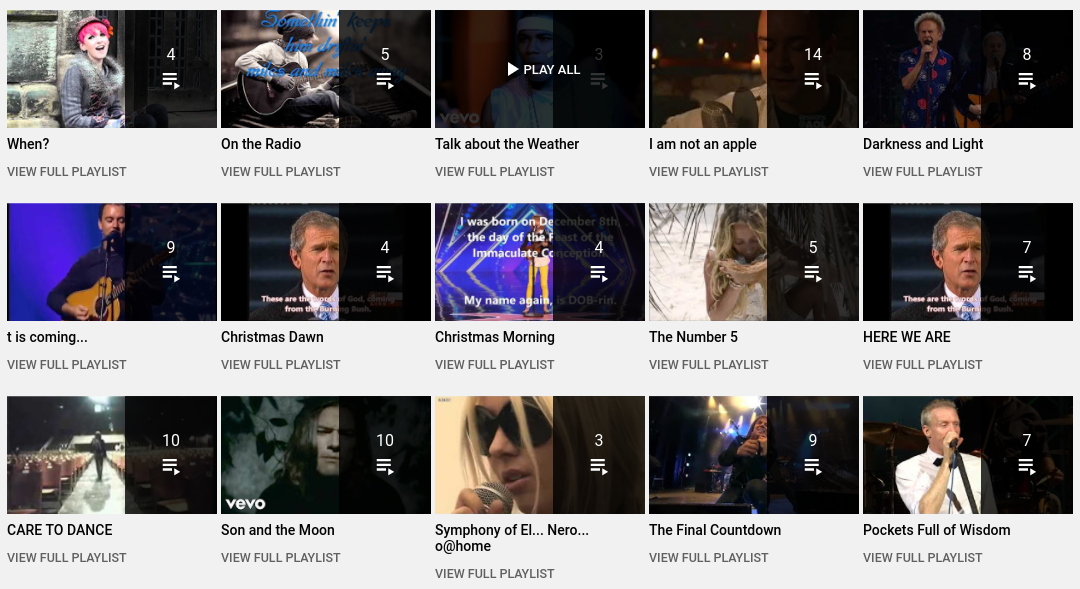 Somethin' keeps
him dry
miles and mi
4
5
PLAY ALL
3
14
8
vevo
When?
On the Radio
Talk about the Weather
I am not an apple
Darkness and Light
VIEW FULL PLAYLIST
VIEW FULL PLAYLIST
VIEW FULL PLAYLIST
VIEW FULL PLAYLIST
VIEW FULL PLAYLIST
I was born on December 8th,
the day of the Feast of the
Immaculate Conception.
My name again, is DOB-rin.
9
4
4
5
7
These are the words of God, coming
from the Burning Bush.
These are the words of God, coming
from the Burning Bush.
t is coming...
Christmas Dawn
Christmas Morning
The Number 5
HERE WE ARE
VIEW FULL PLAYLIST
VIEW FULL PLAYLIST
VIEW FULL PLAYLIST
VIEW FULL PLAYLIST
VIEW FULL PLAYLIST
10
10
3
9
7
vevo
CARE TO DANCE
Son and the Moon
Symphony of El... Nero...
o@home
The Final Countdown
Pockets Full of Wisdom
VIEW FULL PLAYLIST
VIEW FULL PLAYLIST
VIEW FULL PLAYLIST
VIEW FULL PLAYLIST
VIEW FULL PLAYLIST